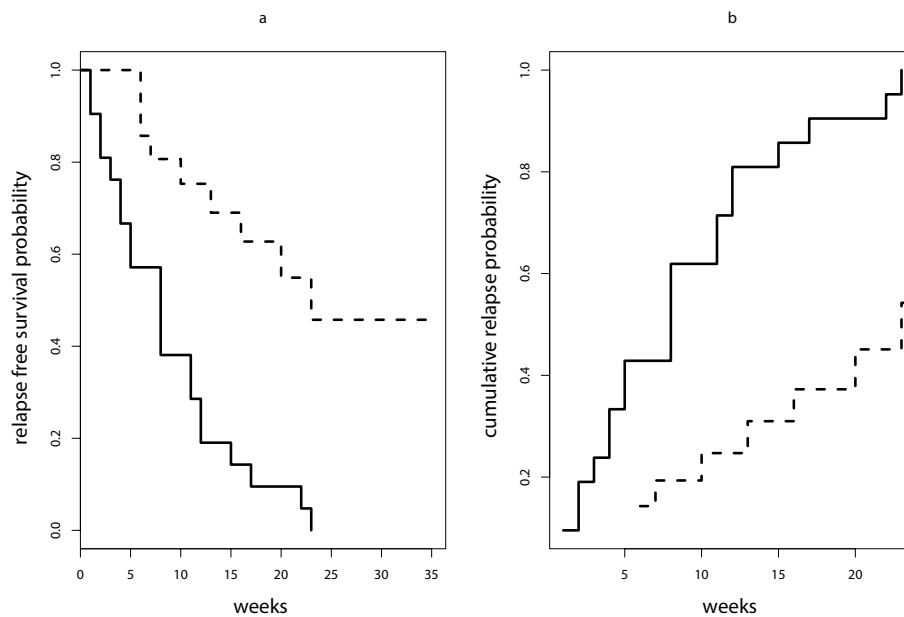 a
relapse free survival probability
1.0
0.8
0.6
0.4
0.2
0.0
0 5 10 15 20 25 30 35
weeks
b
cumulative relapse probability
1.0
0.8
0.6
0.4
0.2
5 10 15 20
weeks